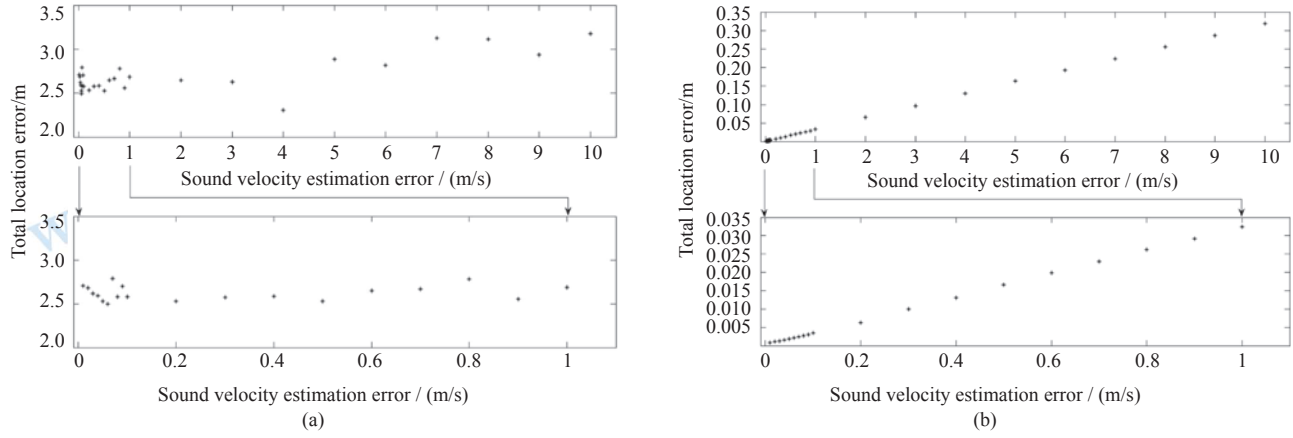 3.5
3.0
2.5
2.0
0 1 2 3 4 5 6 7 8 9 10
Sound velocity estimation error / (m/s)
Total location error/m
3.5
3.0
2.5
2.0
0 0.2 0.4 0.6 0.8 1
Sound velocity estimation error / (m/s)
(a)
W
0.35
0.30
0.25
0.20
0.15
0.10
0.05
0 1 2 3 4 5 6 7 8 9 10
Sound velocity estimation error / (m/s)
Total location error/m
0.035
0.030
0.025
0.020
0.015
0.010
0.005
0 0.2 0.4 0.6 0.8 1
Sound velocity estimation error / (m/s)
(b)